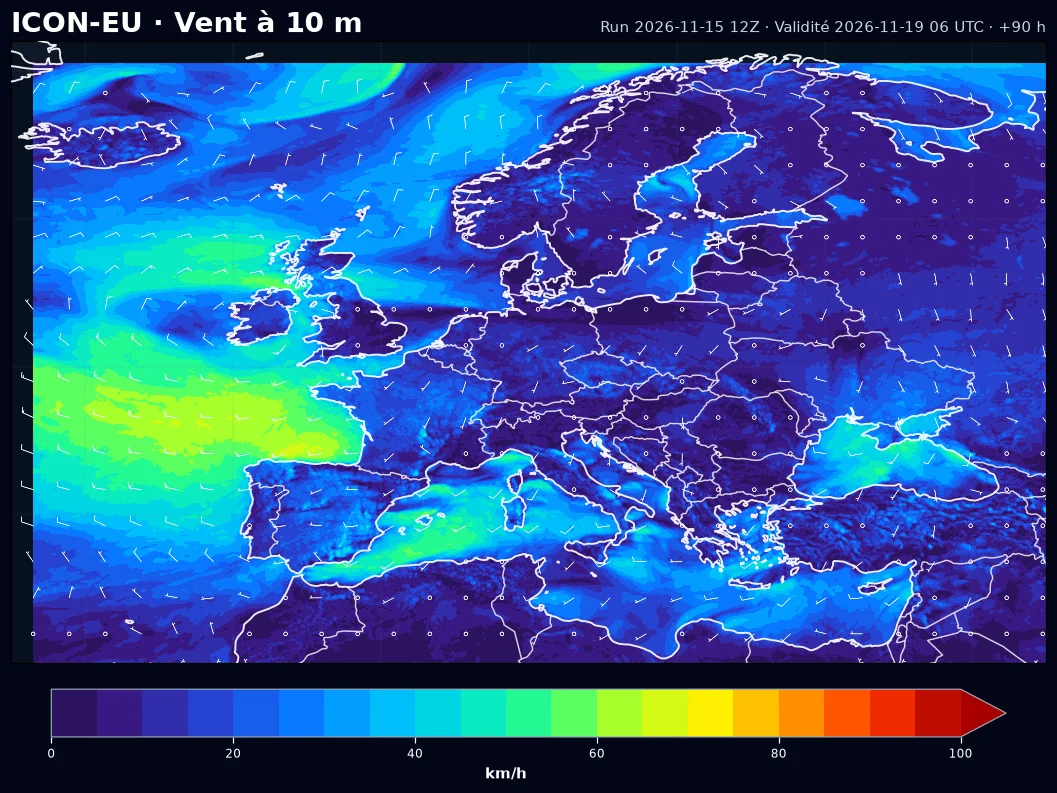 ICON-EU · Vent à 10 m
Run 2026-11-15 12Z · Validité 2026-11-19 06 UTC · +90 h
0 20 40 60 80 100
km/h